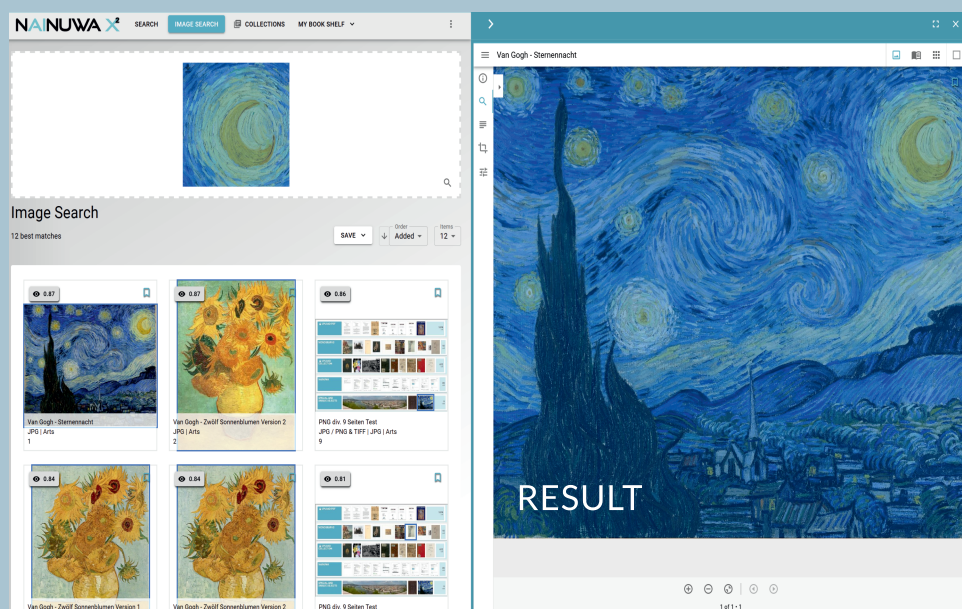 NAINUWA X2
SEARCH
IMAGE SEARCH
COLLECTIONS
MY BOOK SHELF
Image Search
12 best matches
SAVE
Order
Added
Items
12
0.87
Van Gogh - Sternennacht
JPG | Arts
1
0.87
Van Gogh - Zwölf Sonnenblumen Version 2
JPG | Arts
2
0.86
PNG div. 9 Seiten Test
JPG / PNG & TIFF | JPG | Arts
9
0.84
Van Gogh - Zwölf Sonnenblumen Version 1
0.84
Van Gogh - Zwölf Sonnenblumen Version 2
0.81
PNG div. 9 Seiten Test
Van Gogh - Sternennacht
RESULT
1 of 1 • 1